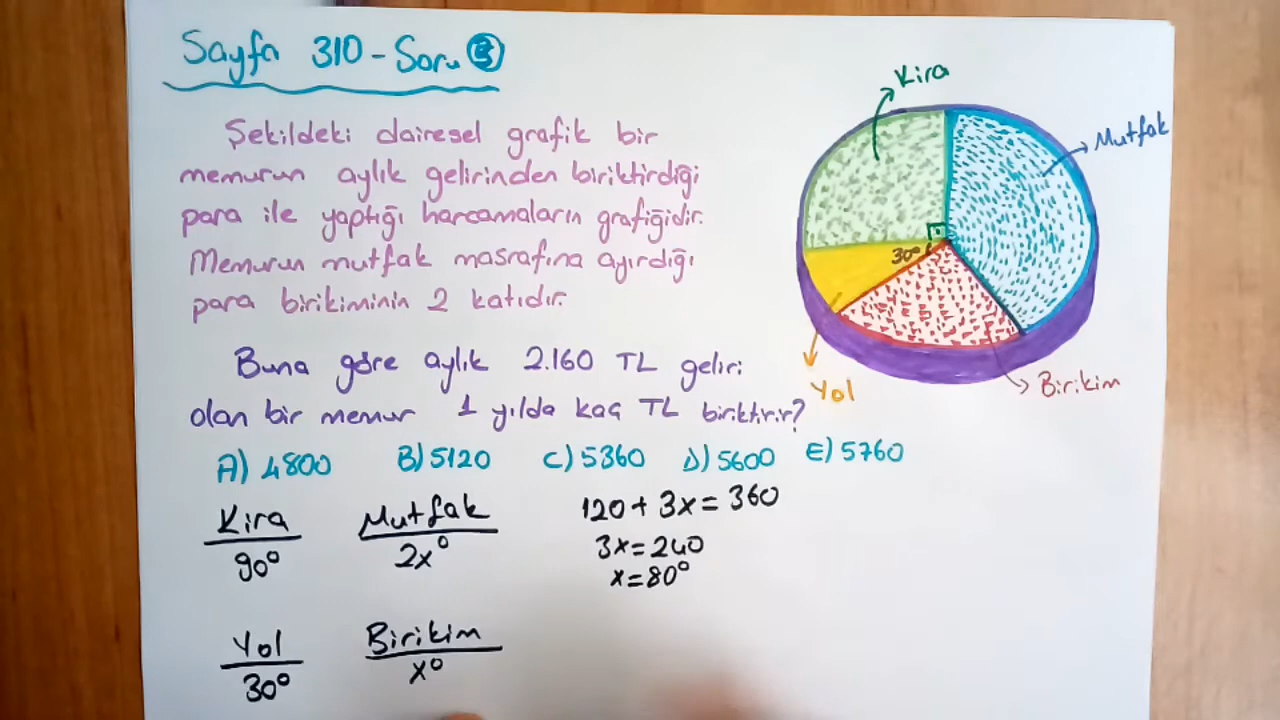 Sayfa 310 - Soru 3
Kira
Mutfak
Şekildeki dairesel grafik bir
memurun aylık gelirinden biriktirdiği
para ile yaptığı harcamaların grafiğidir.
Memurun mutfak masrafına ayırdığı
para birikiminin 2 katıdır.
30°
Yol
Birikim
Buna göre aylık 2.160 TL geliri
olan bir memur 1 yılda kaç TL biriktirir?
A) 4800 B) 5120 C) 5360 D) 5600 E) 5760
Kira Mutfak 120 + 3x = 360
90° 2x° 3x = 240
x = 80°
Yol Birikim
30° x°